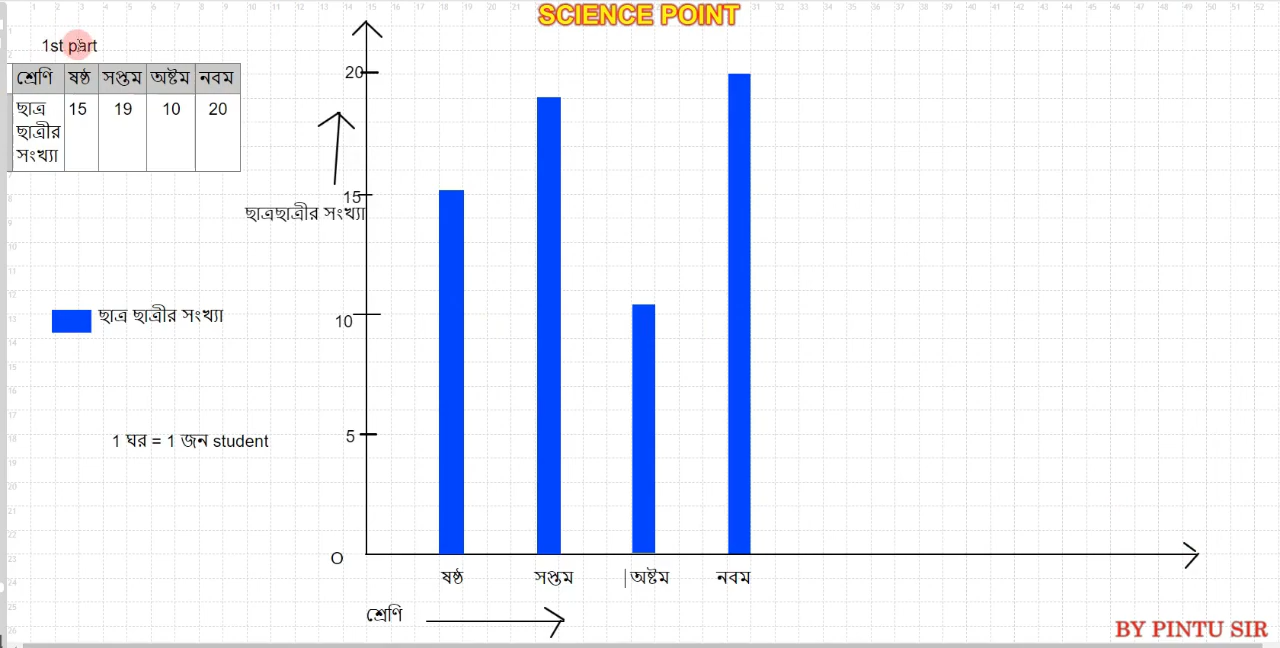 SCIENCE POINT
1st part
শ্রেণি ষষ্ঠ সপ্তম অষ্টম নবম
ছাত্র 15 19 10 20
ছাত্রীর
সংখ্যা
20
15
ছাত্রছাত্রীর সংখ্যা
ছাত্র ছাত্রীর সংখ্যা
10
1 ঘর = 1 জন student
5
O
ষষ্ঠ সপ্তম অষ্টম নবম
শ্রেণি
BY PINTU SIR